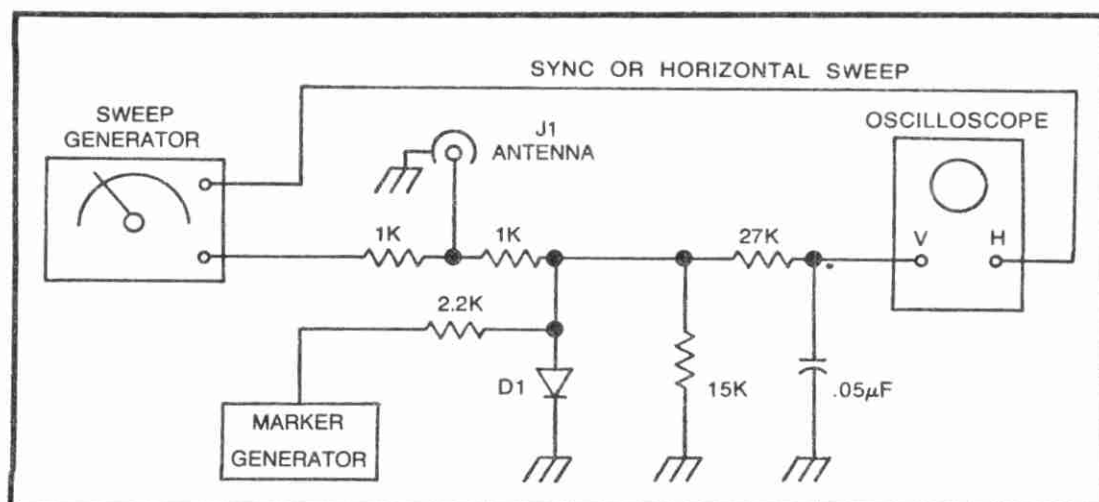 SYNC OR HORIZONTAL SWEEP
SWEEP
GENERATOR
J1
ANTENNA
OSCILLOSCOPE
1K
1K
27K
V
H
2.2K
D1
15K
.05μF
MARKER
GENERATOR